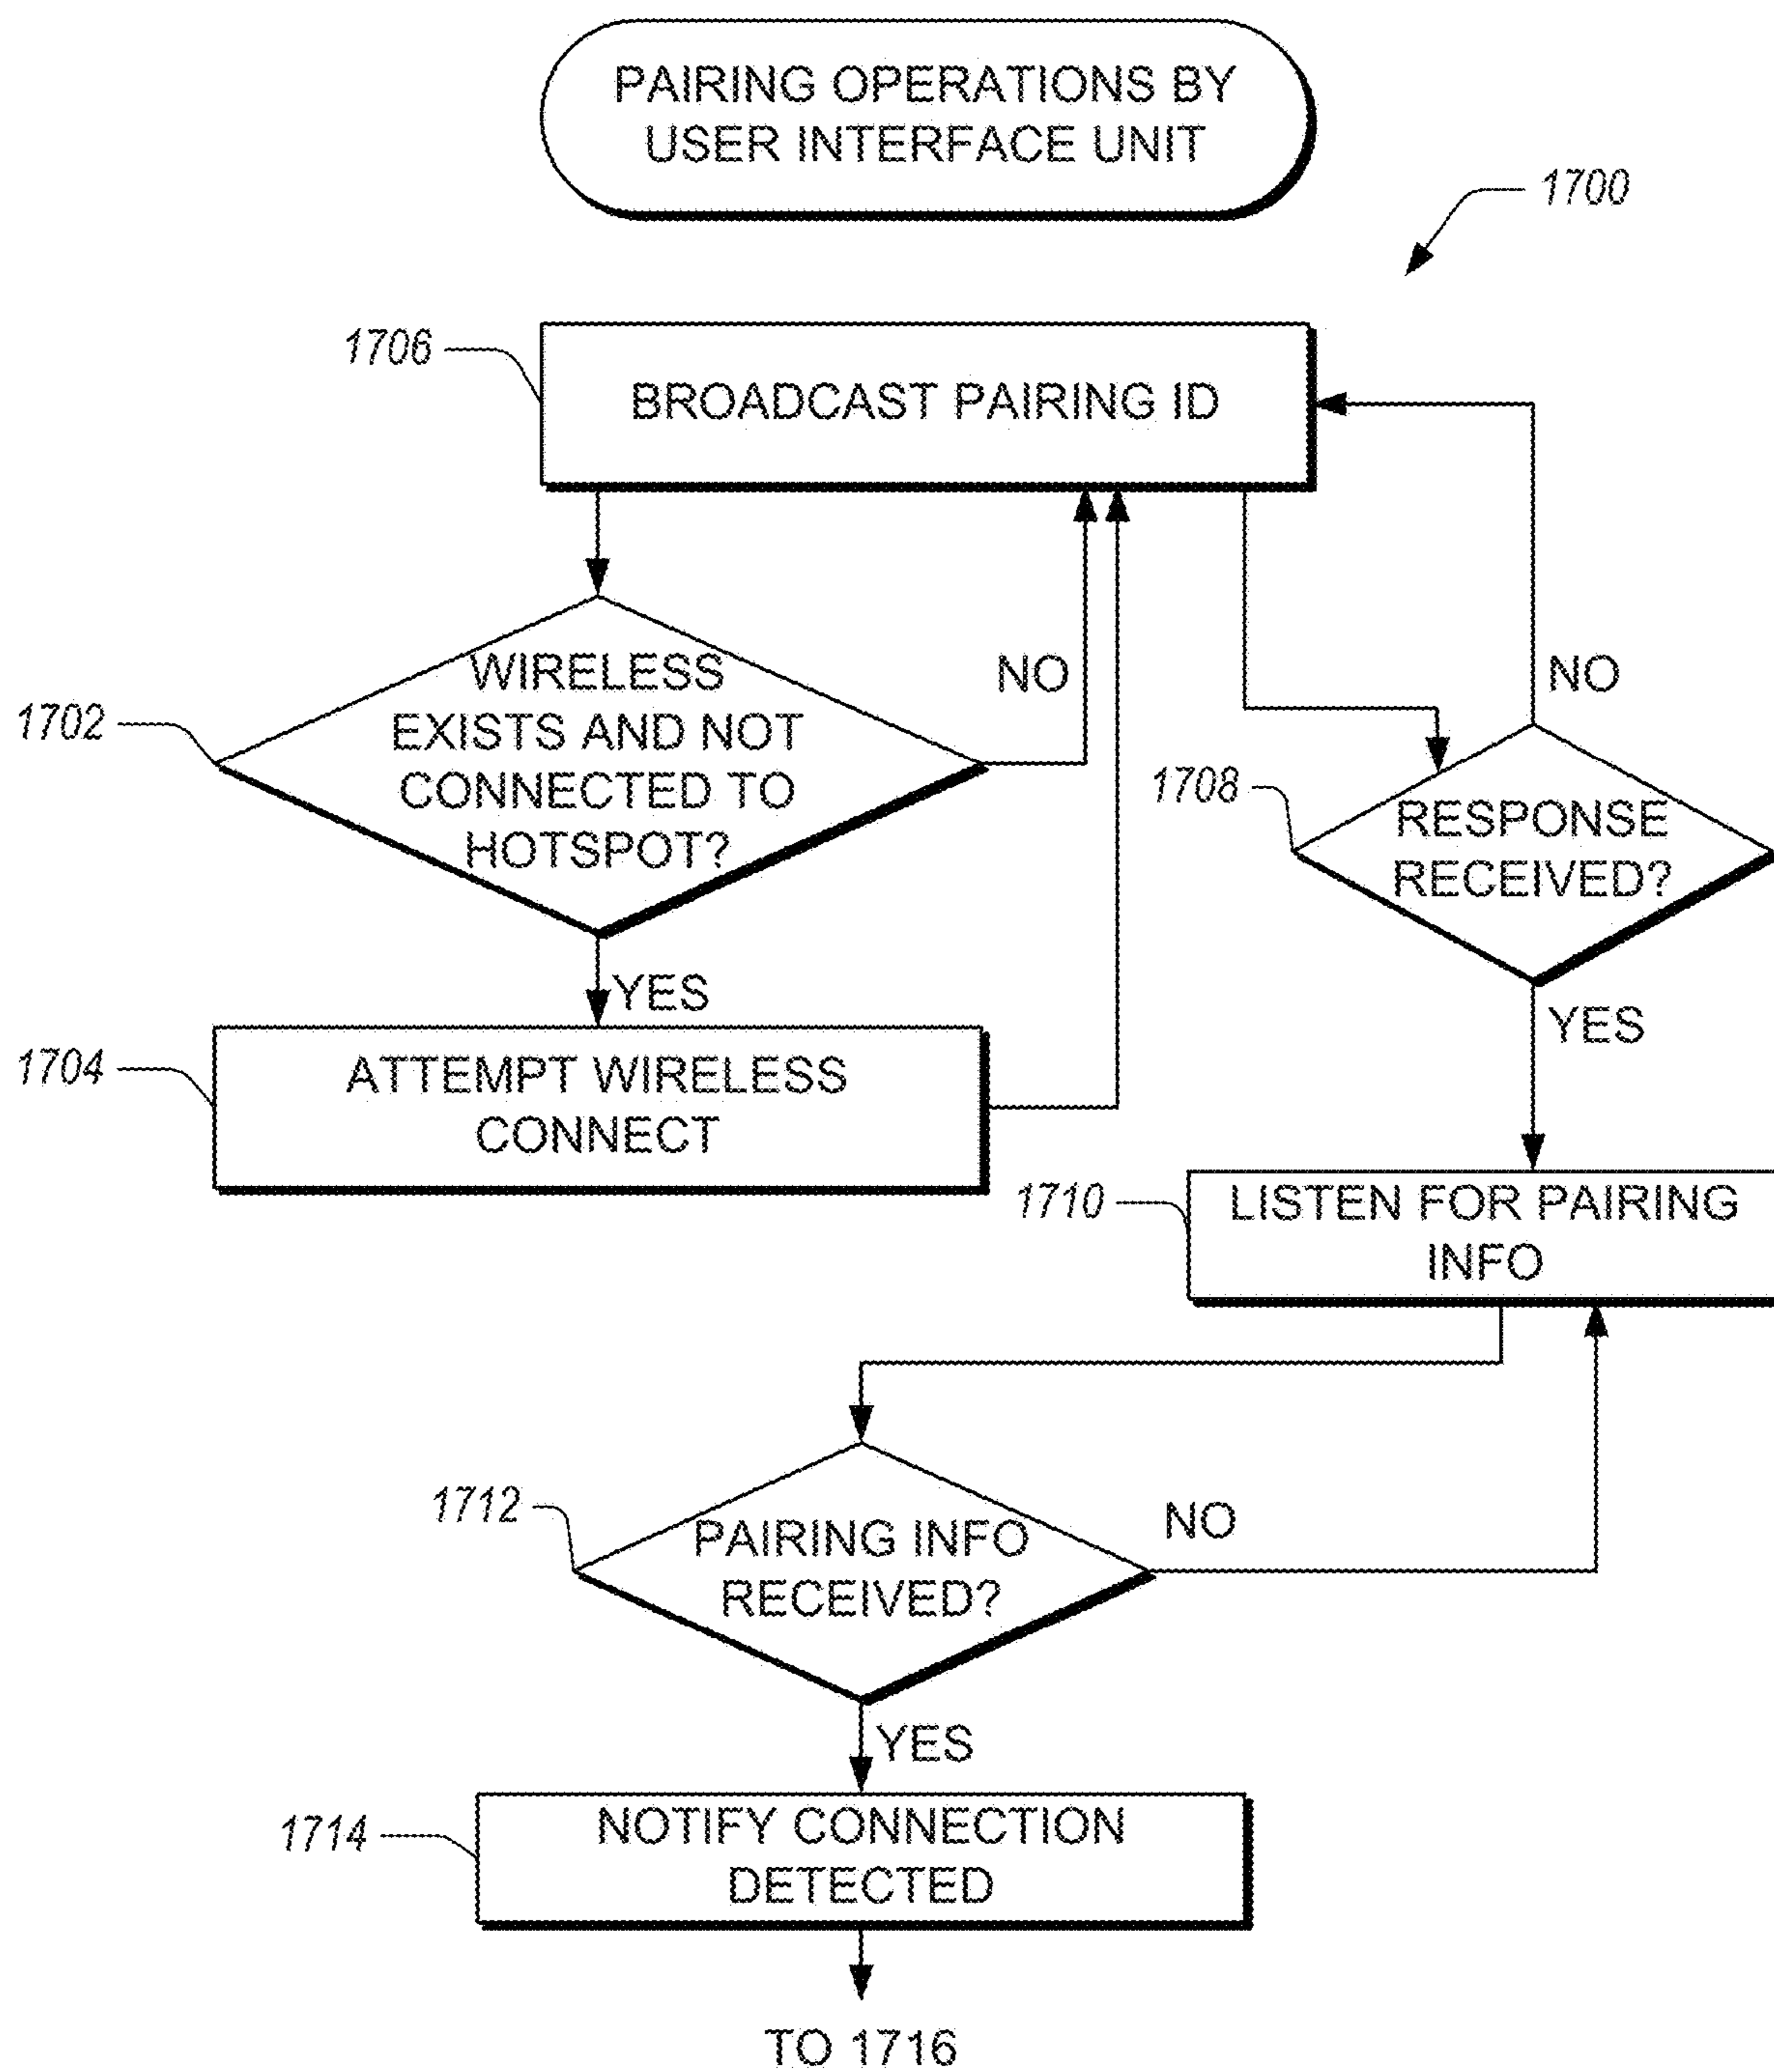 PAIRING OPERATIONS BY
USER INTERFACE UNIT
1700
1706
BROADCAST PAIRING ID
WIRELESS
EXISTS AND NOT
CONNECTED TO
HOTSPOT?
1702
NO
NO
1708
RESPONSE
RECEIVED?
YES
YES
1704
ATTEMPT WIRELESS
CONNECT
1710
LISTEN FOR PAIRING
INFO
1712
PAIRING INFO
RECEIVED?
NO
YES
1714
NOTIFY CONNECTION
DETECTED
TO 1716